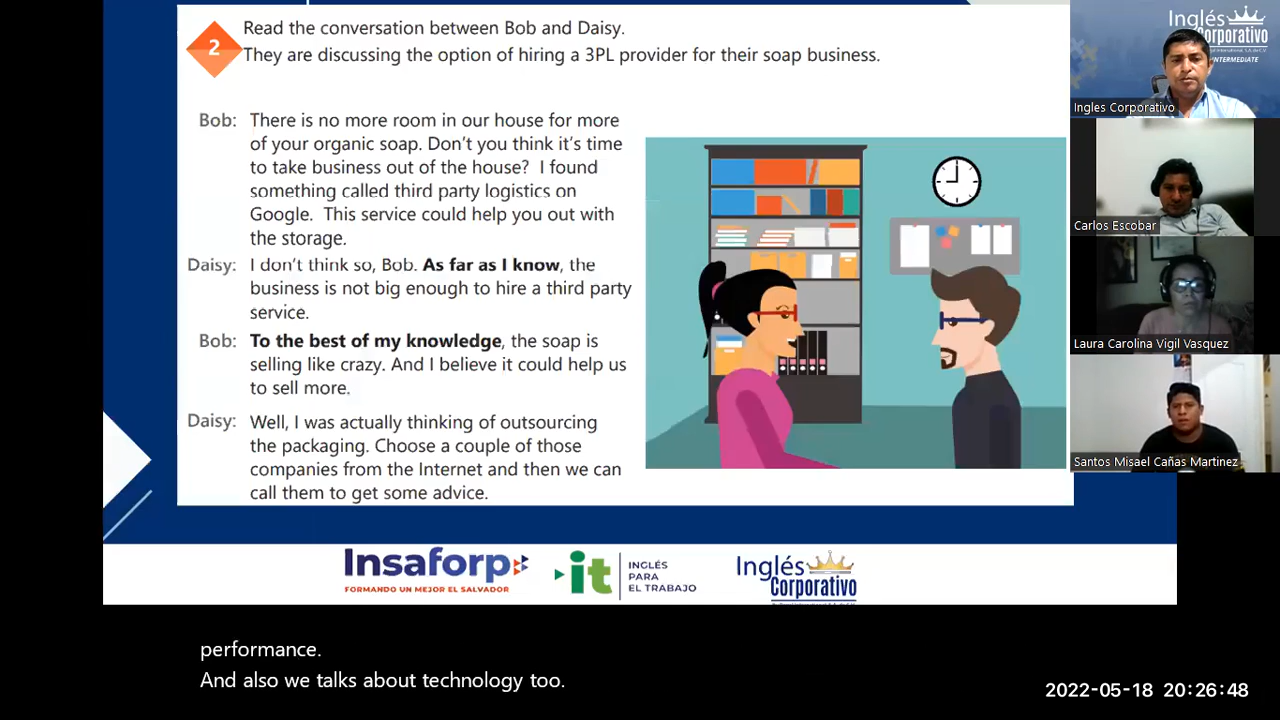 2
Read the conversation between Bob and Daisy.
They are discussing the option of hiring a 3PL provider for their soap business.
Bob: There is no more room in our house for more
of your organic soap. Don't you think it's time
to take business out of the house? I found
something called third party logistics on
Google. This service could help you out with
the storage.
Daisy: I don't think so, Bob. As far as I know, the
business is not big enough to hire a third party
service.
Bob: To the best of my knowledge, the soap is
selling like crazy. And I believe it could help us
to sell more.
Daisy: Well, I was actually thinking of outsourcing
the packaging. Choose a couple of those
companies from the Internet and then we can
call them to get some advice.
Inglés
Corporativo
INTERMEDIATE
Ingles Corporativo
Carlos Escobar
Laura Carolina Vigil Vasquez
Santos Misael Cañas Martinez
Insaforp
FORMANDO UN MEJOR EL SALVADOR
it
INGLÉS
PARA
EL TRABAJO
Inglés
Corporativo
performance.
And also we talks about technology too.
2022-05-18 20:26:48